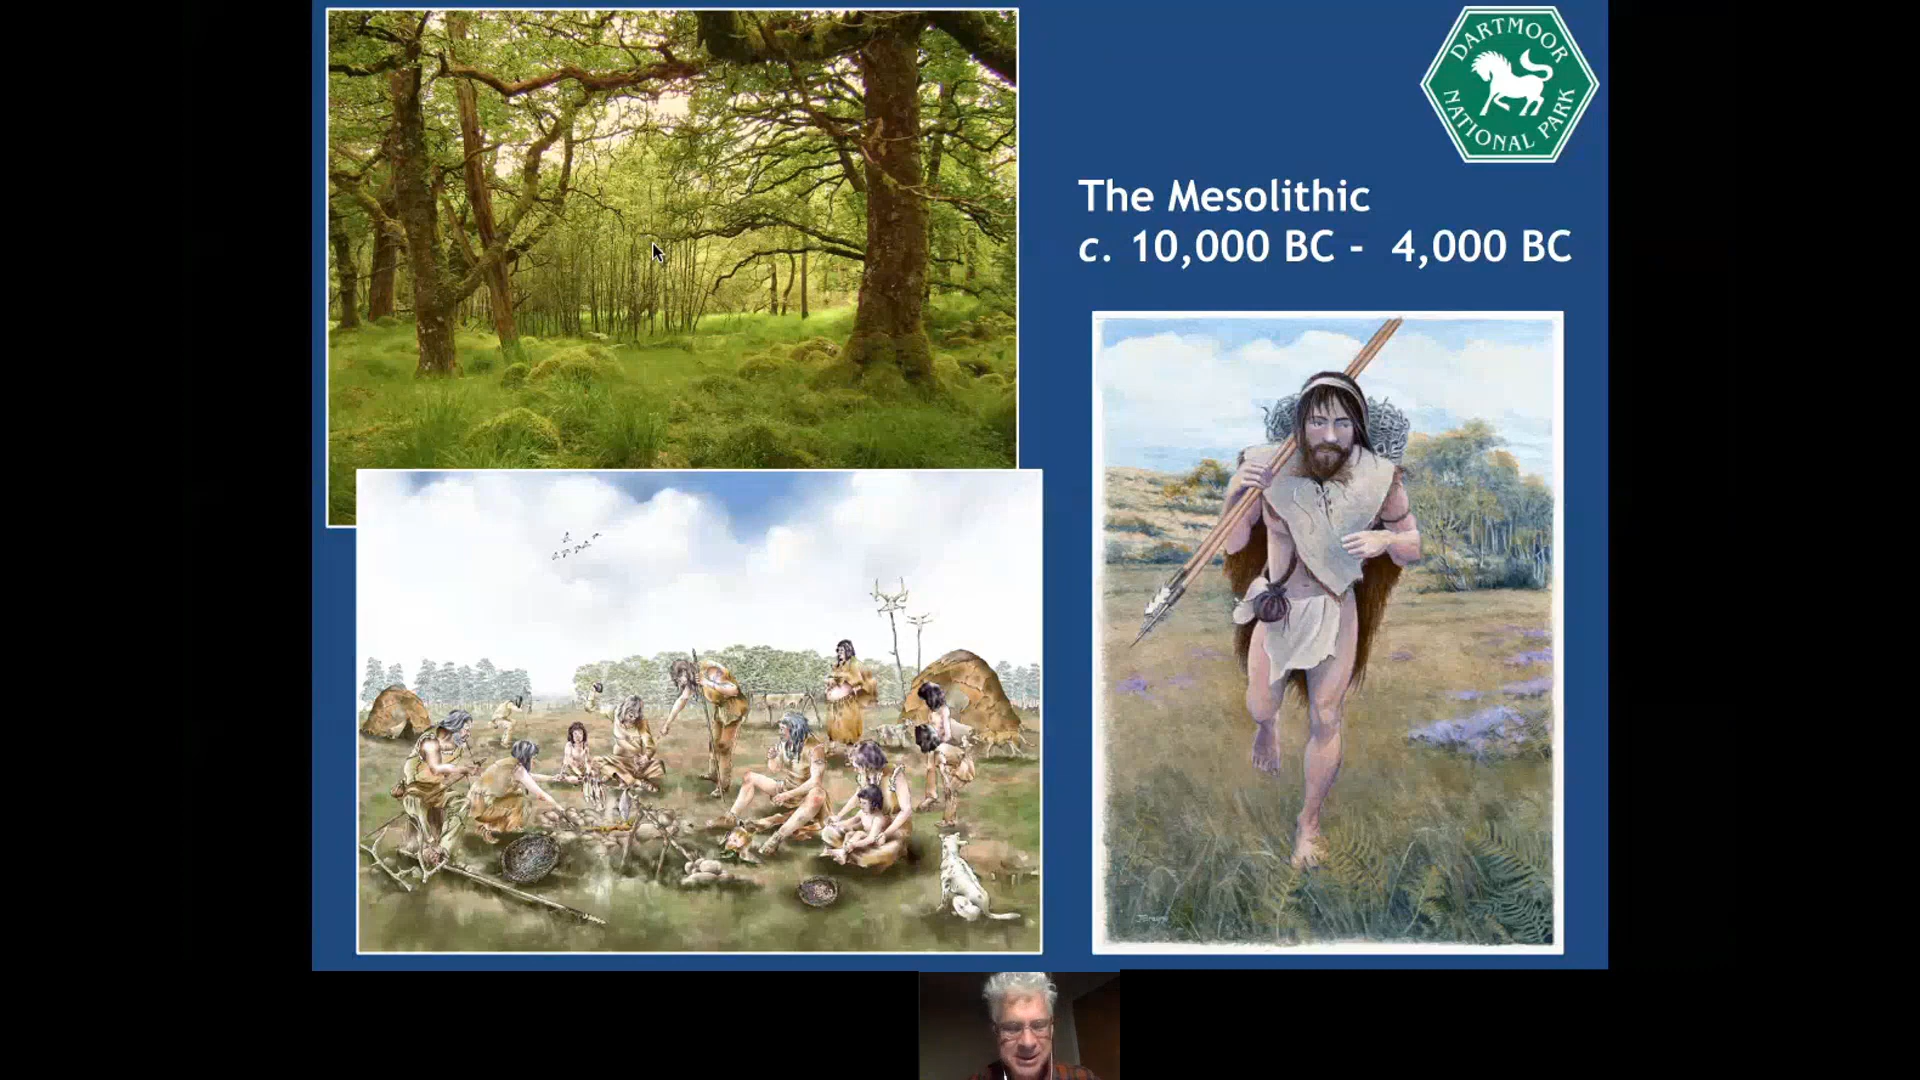 DARTMOOR
NATIONAL PARK
The Mesolithic
c. 10,000 BC - 4,000 BC